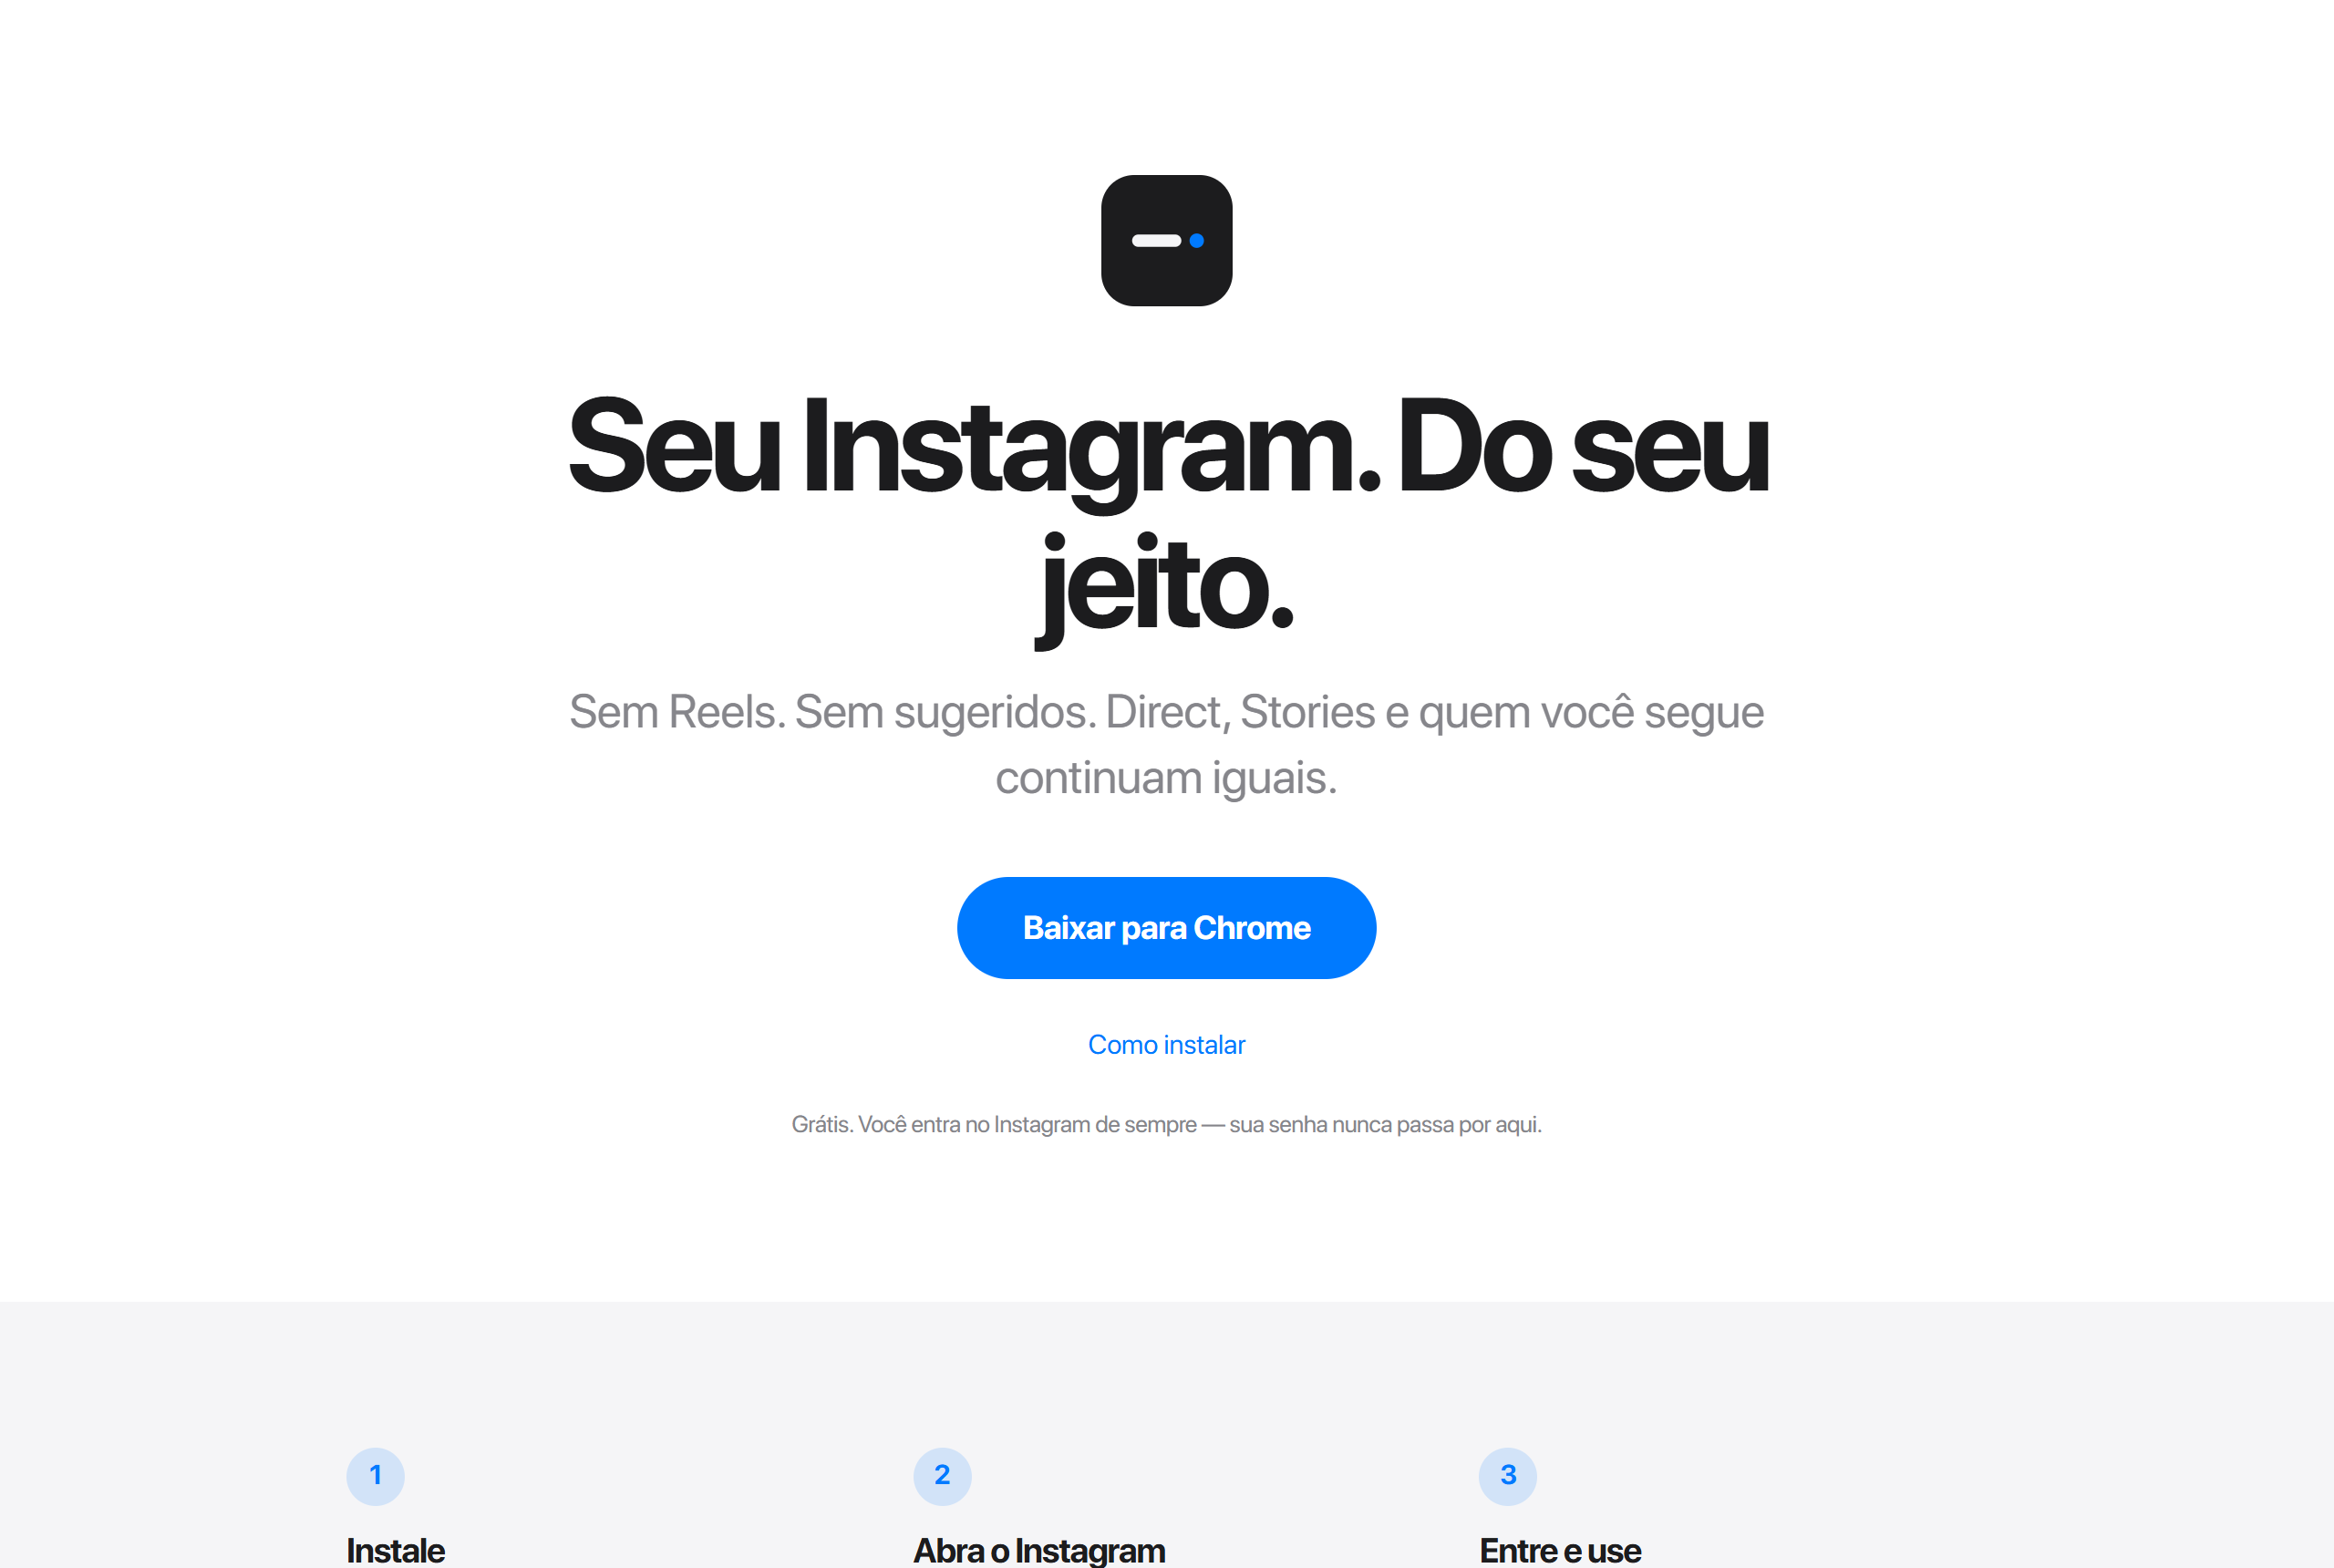 Seu Instagram. Do seu
jeito.
Sem Reels. Sem sugeridos. Direct, Stories e quem você segue
continuam iguais.
Baixar para Chrome
Como instalar
Grátis. Você entra no Instagram de sempre — sua senha nunca passa por aqui.
1
2
3
Instale
Abra o Instagram
Entre e use